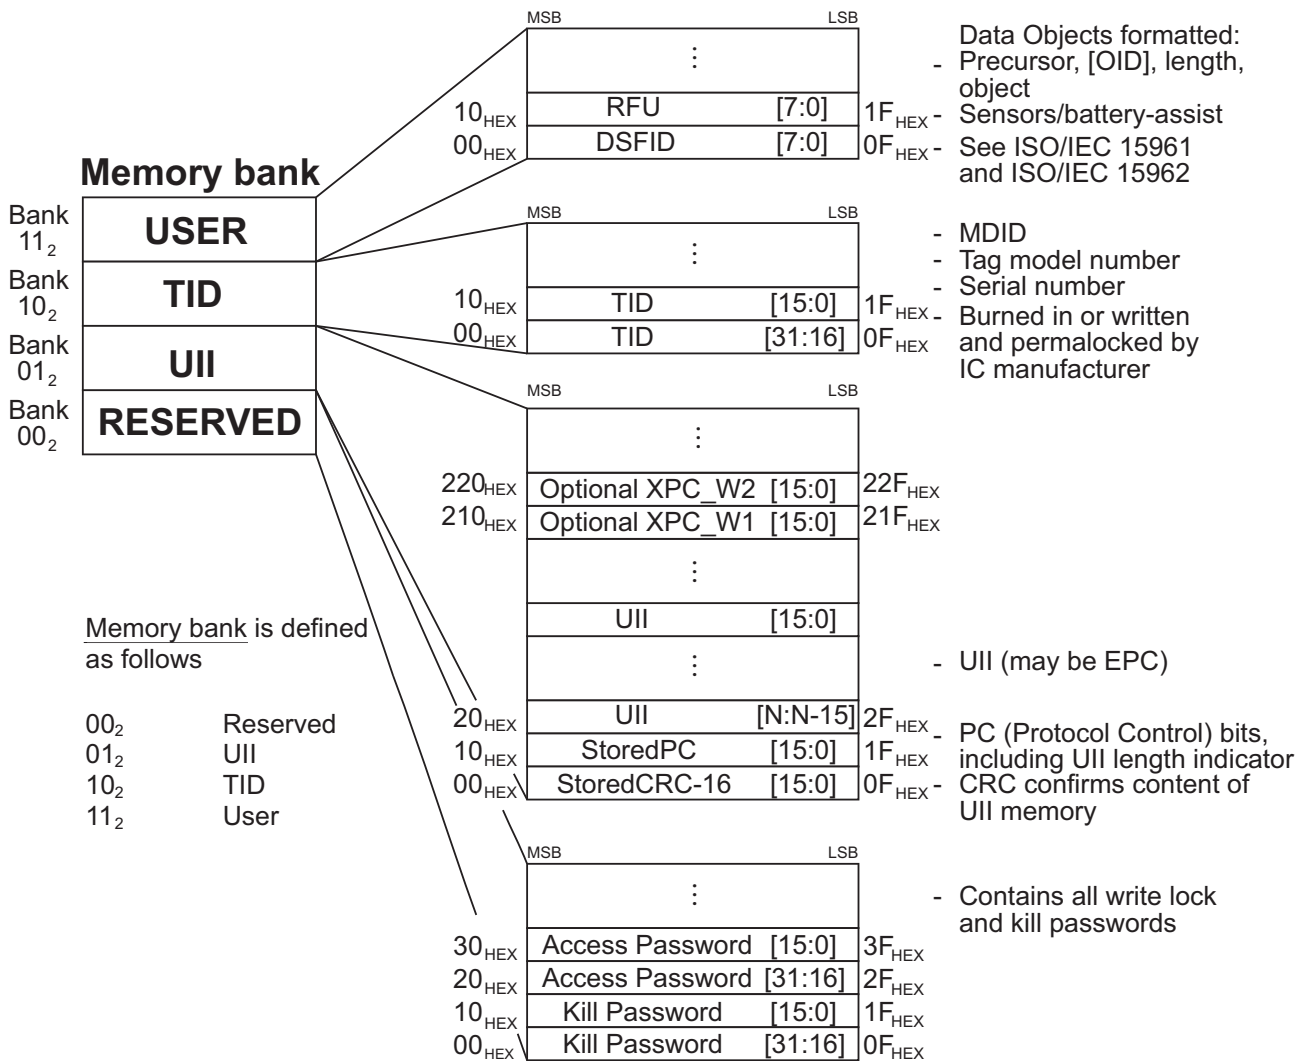 MSB LSB
⋮
10HEX RFU [7:0] 1FHEX
00HEX DSFID [7:0] 0FHEX
Data Objects formatted:
- Precursor, [OID], length,
object
- Sensors/battery-assist
- See ISO/IEC 15961
and ISO/IEC 15962
Memory bank
Bank 11₂ USER
Bank 10₂ TID
Bank 01₂ UII
Bank 00₂ RESERVED
MSB LSB
⋮
10HEX TID [15:0] 1FHEX
00HEX TID [31:16] 0FHEX
- MDID
- Tag model number
- Serial number
- Burned in or written
and permalocked by
IC manufacturer
MSB LSB
⋮
220HEX Optional XPC_W2 [15:0] 22FHEX
210HEX Optional XPC_W1 [15:0] 21FHEX
⋮
UII [15:0]
⋮
20HEX UII [N:N-15] 2FHEX
10HEX StoredPC [15:0] 1FHEX
00HEX StoredCRC-16 [15:0] 0FHEX
- UII (may be EPC)
- PC (Protocol Control) bits,
including UII length indicator
- CRC confirms content of
UII memory
Memory bank is defined
as follows
00₂ Reserved
01₂ UII
10₂ TID
11₂ User
MSB LSB
⋮
30HEX Access Password [15:0] 3FHEX
20HEX Access Password [31:16] 2FHEX
10HEX Kill Password [15:0] 1FHEX
00HEX Kill Password [31:16] 0FHEX
- Contains all write lock
and kill passwords